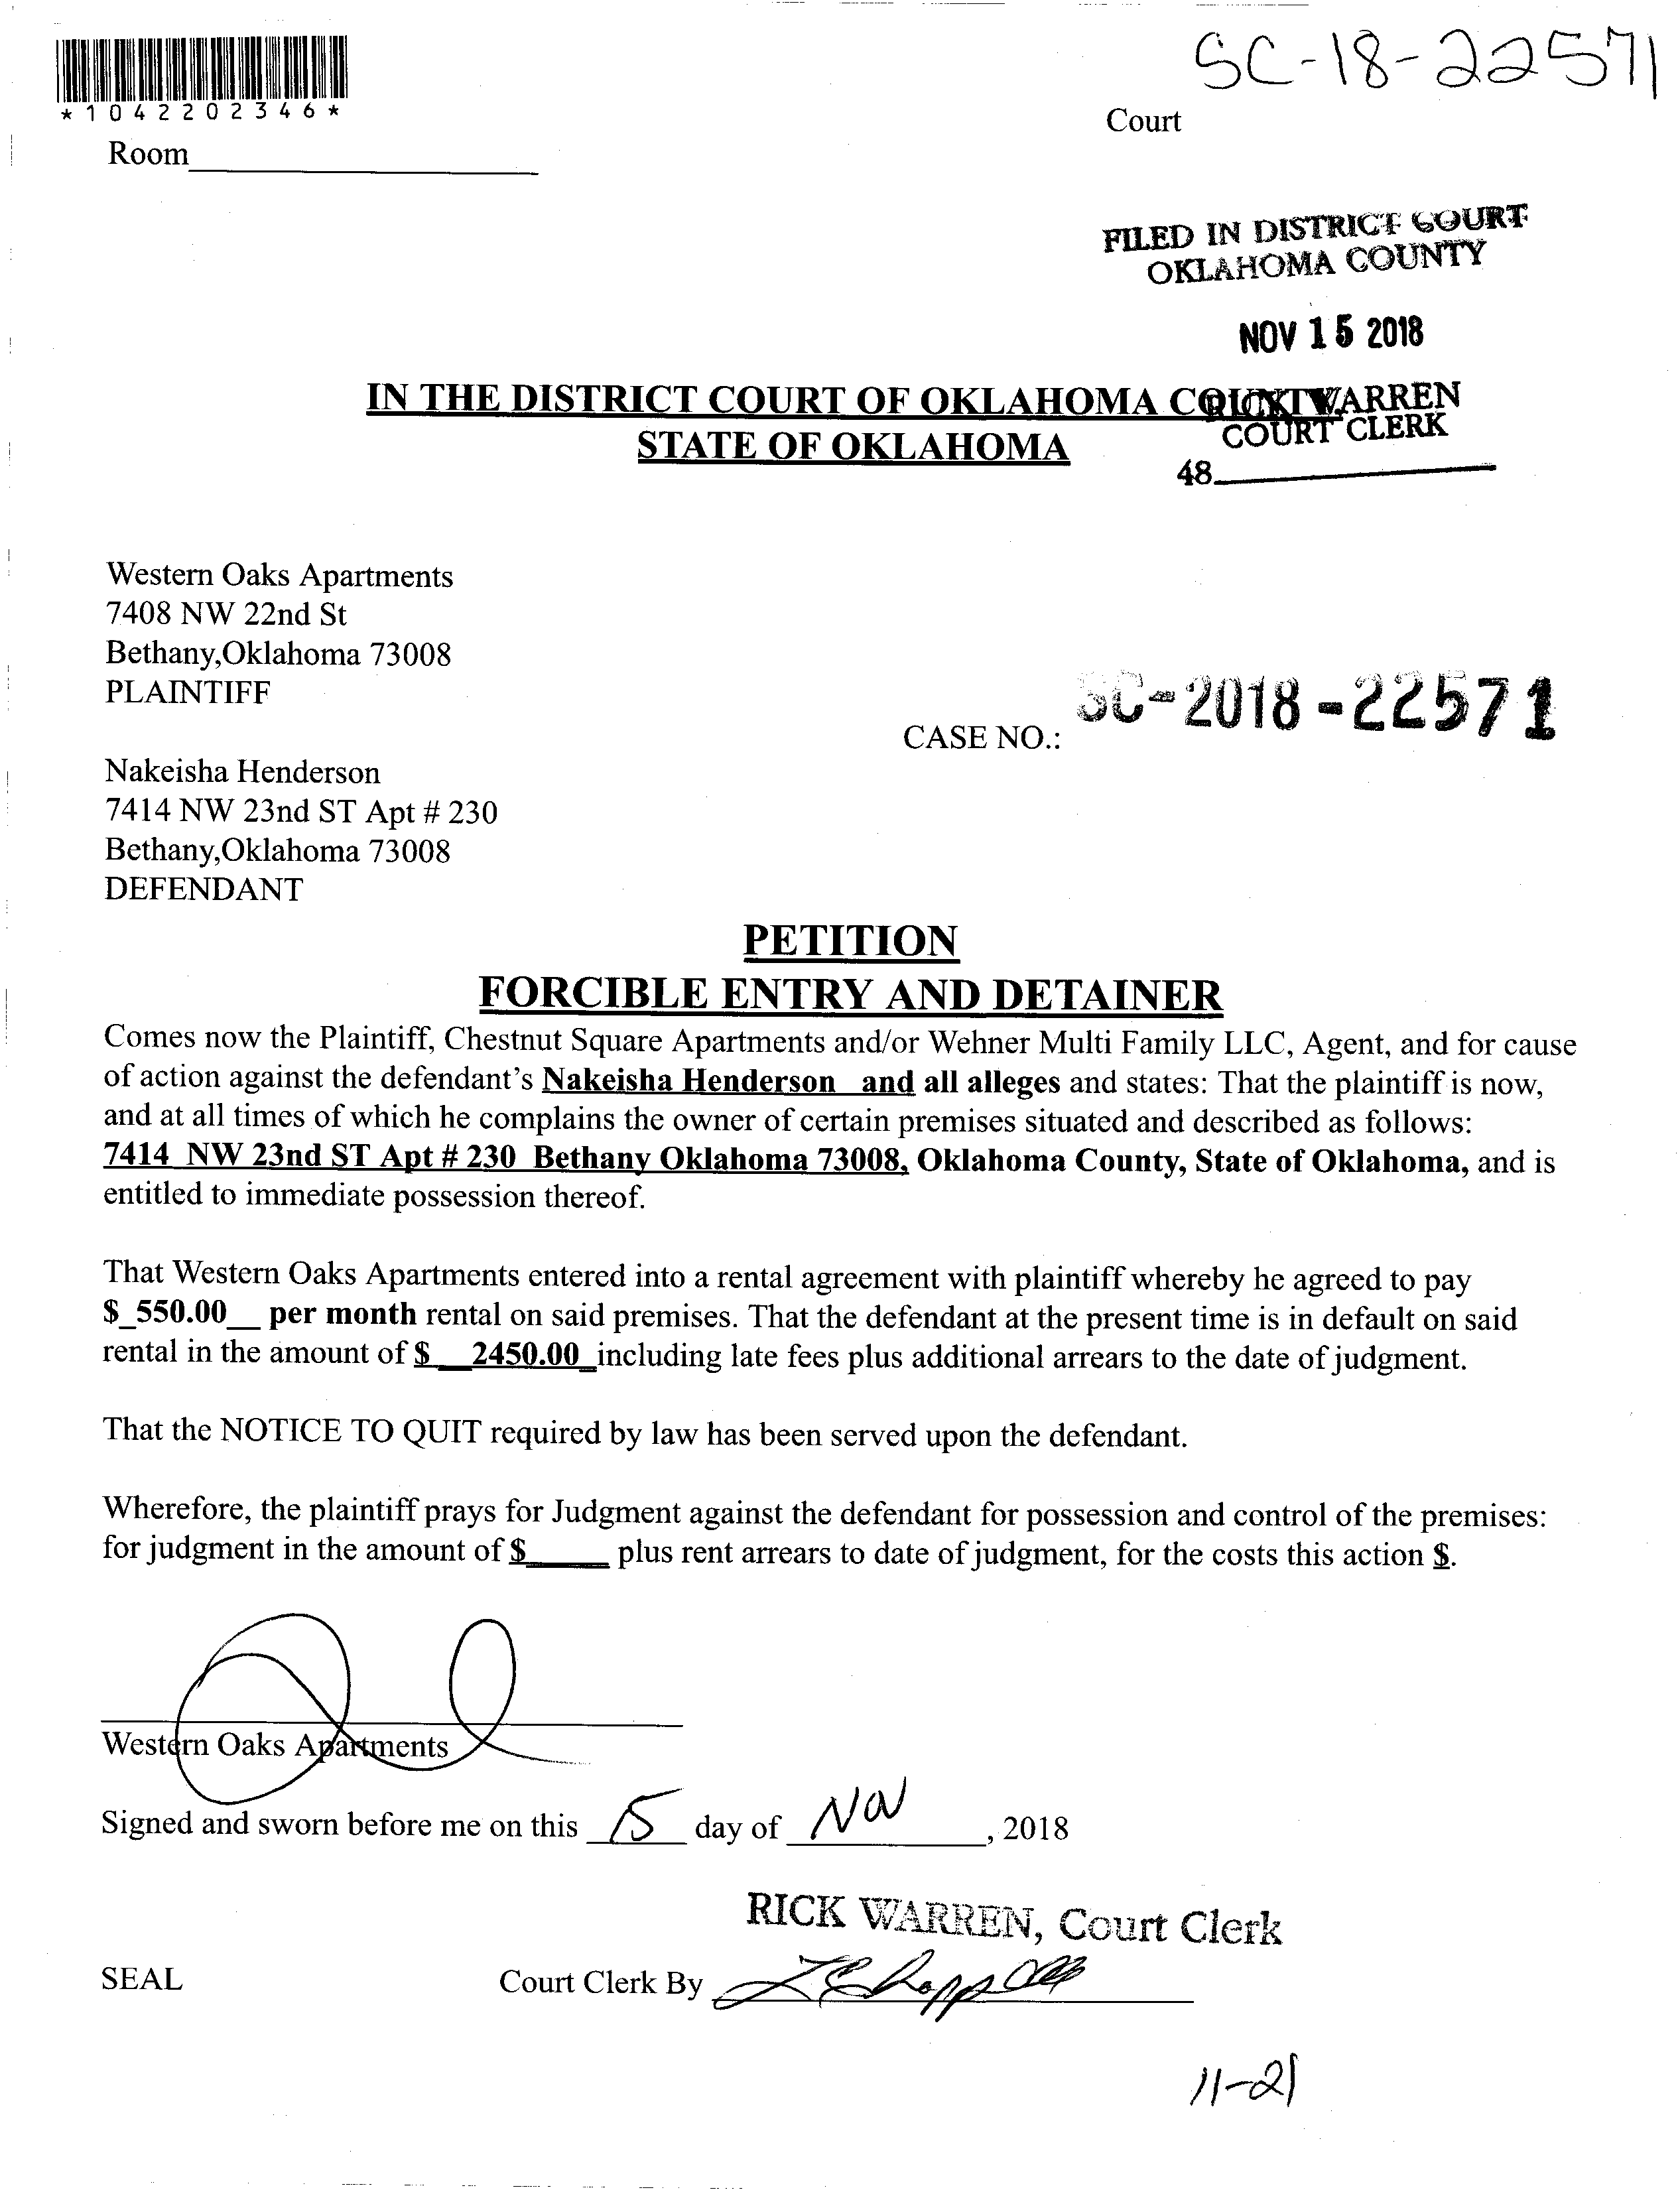 *1042202346*
SC-18-22571
Court
Room
FILED IN DISTRICT COURT
OKLAHOMA COUNTY
NOV 15 2018
IN THE DISTRICT COURT OF OKLAHOMA COUNTY
RICK WARREN
STATE OF OKLAHOMA
COURT CLERK
48
Western Oaks Apartments
7408 NW 22nd St
Bethany,Oklahoma 73008
PLAINTIFF
SC-2018-22571
CASE NO.:
Nakeisha Henderson
7414 NW 23nd ST Apt # 230
Bethany,Oklahoma 73008
DEFENDANT
PETITION
FORCIBLE ENTRY AND DETAINER
Comes now the Plaintiff, Chestnut Square Apartments and/or Wehner Multi Family LLC, Agent, and for cause
of action against the defendant's Nakeisha Henderson and all alleges and states: That the plaintiff is now,
and at all times of which he complains the owner of certain premises situated and described as follows:
7414 NW 23nd ST Apt # 230 Bethany Oklahoma 73008, Oklahoma County, State of Oklahoma, and is
entitled to immediate possession thereof.
That Western Oaks Apartments entered into a rental agreement with plaintiff whereby he agreed to pay
$_550.00__ per month rental on said premises. That the defendant at the present time is in default on said
rental in the amount of $__2450.00_including late fees plus additional arrears to the date of judgment.
That the NOTICE TO QUIT required by law has been served upon the defendant.
Wherefore, the plaintiff prays for Judgment against the defendant for possession and control of the premises:
for judgment in the amount of $_____ plus rent arrears to date of judgment, for the costs this action $.
Western Oaks Apartments
Signed and sworn before me on this 15 day of Nov, 2018
RICK WARREN, Court Clerk
SEAL
Court Clerk By
11-21